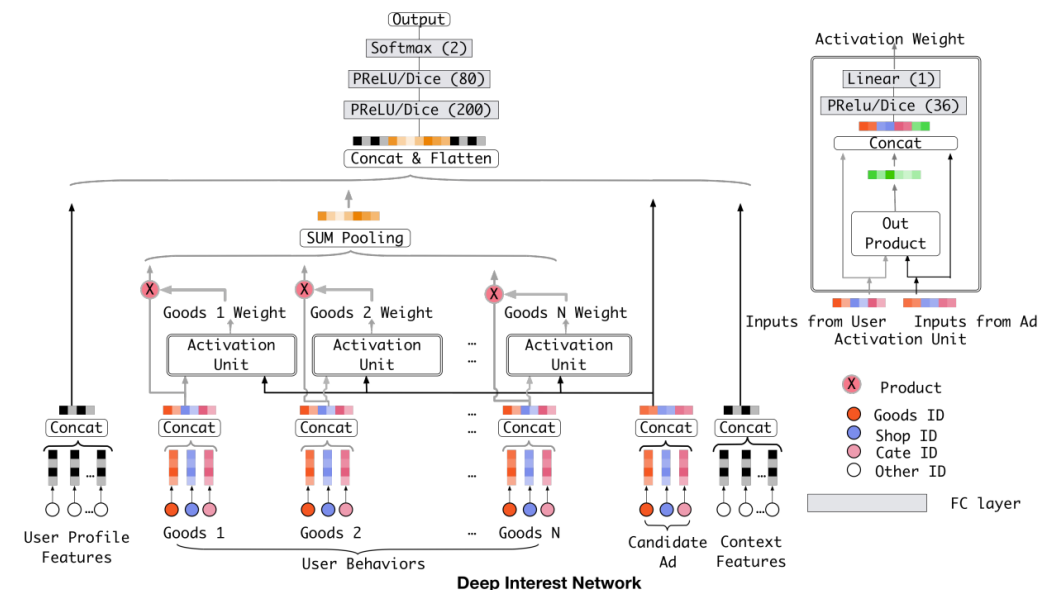 Output
Softmax (2)
PReLU/Dice (80)
PReLU/Dice (200)
Concat & Flatten
SUM Pooling
X
X
X
Goods 1 Weight
Goods 2 Weight
Goods N Weight
Activation
Unit
Activation
Unit
...
...
Activation
Unit
Concat
Concat
Concat
...
...
Concat
Concat
Concat
...
...
...
...
...
Goods 1
Goods 2
...
Goods N
User Profile
Features
User Behaviors
Candidate
Ad
Context
Features
Activation Weight
Linear (1)
PRelu/Dice (36)
Concat
Out
Product
Inputs from User
Inputs from Ad
Activation Unit
X
Product
Goods ID
Shop ID
Cate ID
Other ID
FC layer
Deep Interest Network